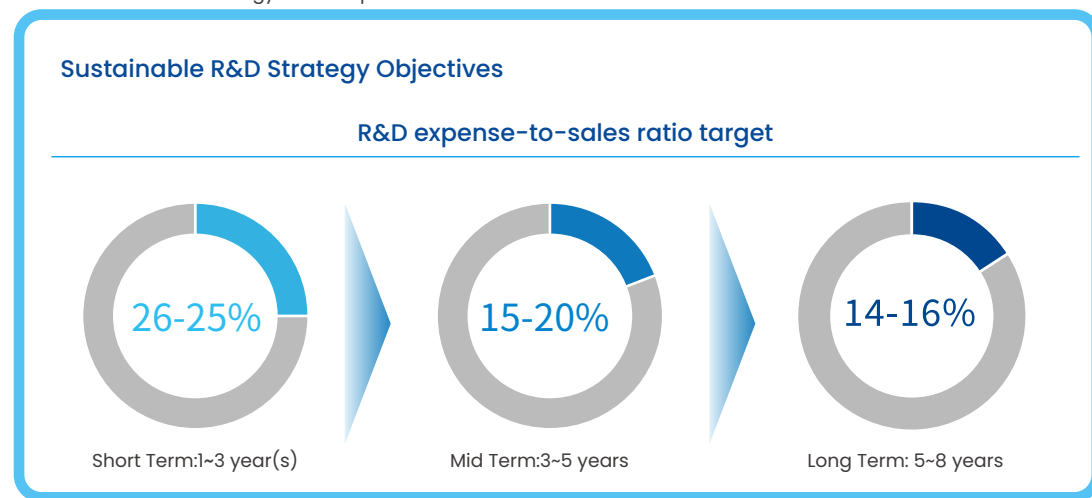 Sustainable R&D Strategy Objectives
R&D expense-to-sales ratio target
26-25%
15-20%
14-16%
Short Term:1~3 year(s)
Mid Term:3~5 years
Long Term: 5~8 years